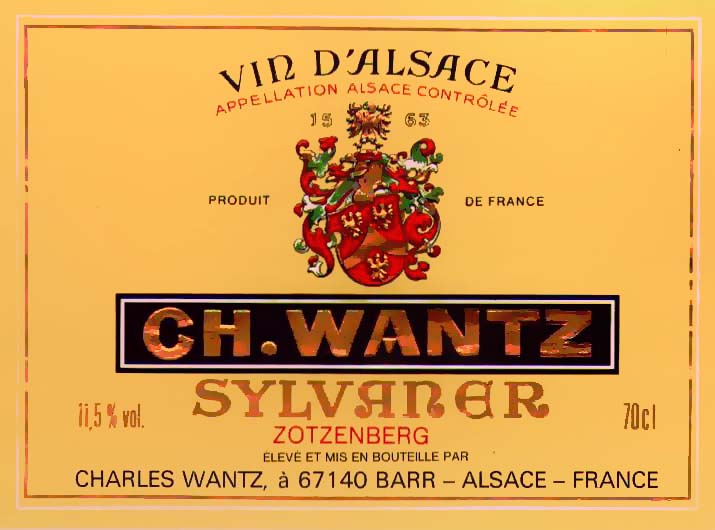 VIN D'ALSACE
APPELLATION ALSACE CONTRÔLÉE
15 63
PRODUIT DE FRANCE
CH. WANTZ
SYLVANER
11,5 % vol. 70cl
ZOTZENBERG
ÉLEVÉ ET MIS EN BOUTEILLE PAR
CHARLES WANTZ, à 67140 BARR – ALSACE – FRANCE